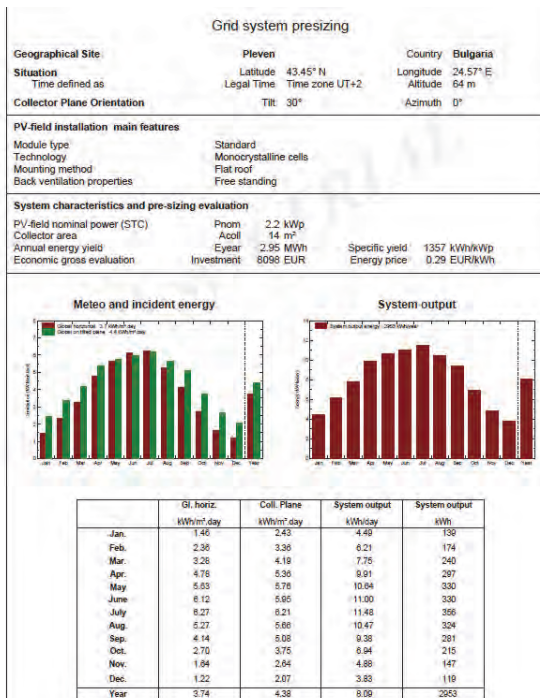 Grid system presizing
Geographical Site Pleven Country Bulgaria
Situation Latitude 43.45° N Longitude 24.57° E
Time defined as Legal Time Time zone UT+2 Altitude 64 m
Collector Plane Orientation Tilt 30° Azimuth 0°
PV-field installation main features
Module type Standard
Technology Monocrystalline cells
Mounting method Flat roof
Back ventilation properties Free standing
System characteristics and pre-sizing evaluation
PV-field nominal power (STC) Pnom 2.2 kWp
Collector area Acoll 14 m²
Annual energy yield Eyear 2.95 MWh Specific yield 1357 kWh/kWp
Economic gross evaluation Investment 8098 EUR Energy price 0.29 EUR/kWh
Meteo and incident energy System output
Jan Feb Mar Apr May Jun Jul Aug Sep Oct Nov Dec Year
Jan Feb Mar Apr May Jun Jul Aug Sep Oct Nov Dec Year
Gl. horiz. Coll. Plane System output System output
kWh/m².day kWh/m².day kWh/day kWh
Jan. 1.46 2.43 4.49 139
Feb. 2.36 3.36 6.21 174
Mar. 3.28 4.19 7.75 240
Apr. 4.78 5.36 9.91 297
May 5.63 5.76 10.64 330
June 6.12 5.95 11.00 330
July 6.27 6.21 11.48 356
Aug. 5.27 5.66 10.47 324
Sep. 4.14 5.08 9.38 281
Oct. 2.70 3.75 6.94 215
Nov. 1.64 2.64 4.88 147
Dec. 1.22 2.07 3.83 119
Year 3.74 4.38 8.09 2953